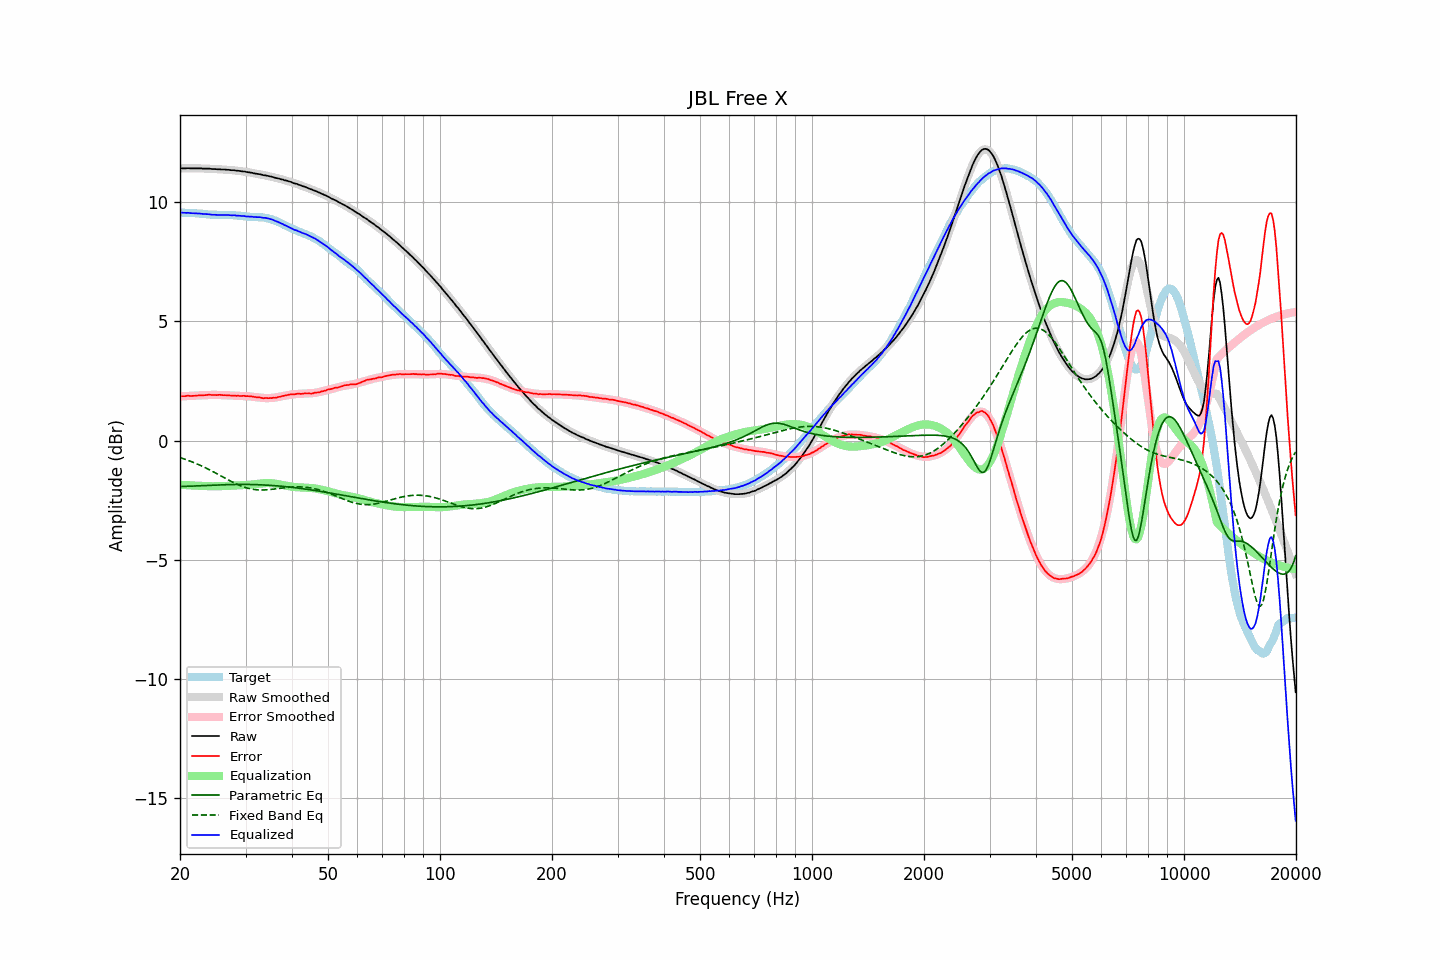 JBL Free X
Amplitude (dBr)
10
5
0
−5
−10
−15
Target
Raw Smoothed
Error Smoothed
Raw
Error
Equalization
Parametric Eq
Fixed Band Eq
Equalized
20 50 100 200 500 1000 2000 5000 10000 20000
Frequency (Hz)